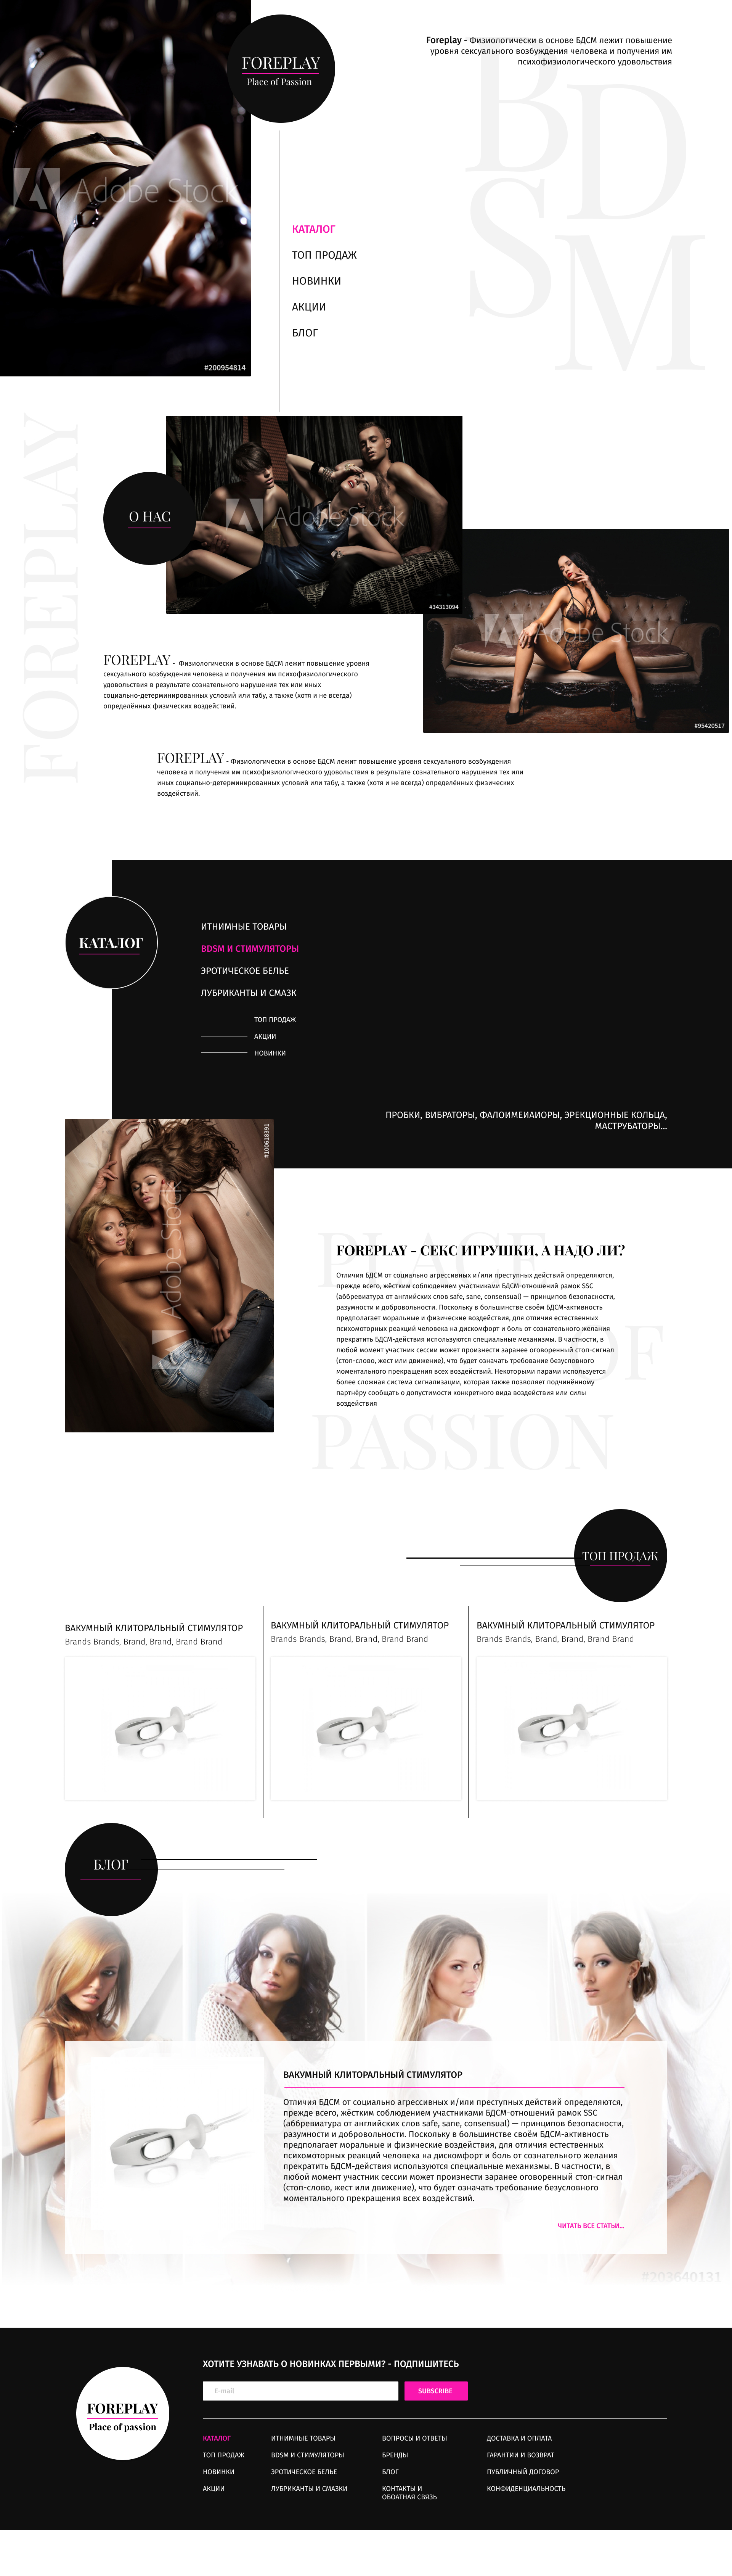 FOREPLAY
Place of Passion
Foreplay - Физиологически в основе БДСМ лежит повышение
уровня сексуального возбуждения человека и получения им
психофизиологического удовольствия
B
D
S
M
Adobe Stock
#200954814
КАТАЛОГ
ТОП ПРОДАЖ
НОВИНКИ
АКЦИИ
БЛОГ
FOREPLAY
О НАС
Adobe Stock
#34313094
Adobe Stock
#95420517
FOREPLAY - Физиологически в основе БДСМ лежит повышение уровня
сексуального возбуждения человека и получения им психофизиологического
удовольствия в результате сознательного нарушения тех или иных
социально-детерминированных условий или табу, а также (хотя и не всегда)
определённых физических воздействий.
FOREPLAY - Физиологически в основе БДСМ лежит повышение уровня сексуального возбуждения
человека и получения им психофизиологического удовольствия в результате сознательного нарушения тех или
иных социально-детерминированных условий или табу, а также (хотя и не всегда) определённых физических
воздействий.
КАТАЛОГ
ИТНИМНЫЕ ТОВАРЫ
BDSM И СТИМУЛЯТОРЫ
ЭРОТИЧЕСКОЕ БЕЛЬЕ
ЛУБРИКАНТЫ И СМАЗК
ТОП ПРОДАЖ
АКЦИИ
НОВИНКИ
ПРОБКИ, ВИБРАТОРЫ, ФАЛОИМЕИАИОРЫ, ЭРЕКЦИОННЫЕ КОЛЬЦА,
МАСТРУБАТОРЫ...
#100618391
Adobe Stock
PLACE
OF
PASSION
FOREPLAY - СЕКС ИГРУШКИ, А НАДО ЛИ?
Отличия БДСМ от социально агрессивных и/или преступных действий определяются,
прежде всего, жёстким соблюдением участниками БДСМ-отношений рамок SSC
(аббревиатура от английских слов safe, sane, consensual) — принципов безопасности,
разумности и добровольности. Поскольку в большинстве своём БДСМ-активность
предполагает моральные и физические воздействия, для отличия естественных
психомоторных реакций человека на дискомфорт и боль от сознательного желания
прекратить БДСМ-действия используются специальные механизмы. В частности, в
любой момент участник сессии может произнести заранее оговоренный стоп-сигнал
(стоп-слово, жест или движение), что будет означать требование безусловного
моментального прекращения всех воздействий. Некоторыми парами используется
более сложная система сигнализации, которая также позволяет подчинённому
партнёру сообщать о допустимости конкретного вида воздействия или силы
воздействия
ТОП ПРОДАЖ
ВАКУМНЫЙ КЛИТОРАЛЬНЫЙ СТИМУЛЯТОР
Brands Brands, Brand, Brand, Brand Brand
ВАКУМНЫЙ КЛИТОРАЛЬНЫЙ СТИМУЛЯТОР
Brands Brands, Brand, Brand, Brand Brand
ВАКУМНЫЙ КЛИТОРАЛЬНЫЙ СТИМУЛЯТОР
Brands Brands, Brand, Brand, Brand Brand
БЛОГ
ВАКУМНЫЙ КЛИТОРАЛЬНЫЙ СТИМУЛЯТОР
Отличия БДСМ от социально агрессивных и/или преступных действий определяются,
прежде всего, жёстким соблюдением участниками БДСМ-отношений рамок SSC
(аббревиатура от английских слов safe, sane, consensual) — принципов безопасности,
разумности и добровольности. Поскольку в большинстве своём БДСМ-активность
предполагает моральные и физические воздействия, для отличия естественных
психомоторных реакций человека на дискомфорт и боль от сознательного желания
прекратить БДСМ-действия используются специальные механизмы. В частности, в
любой момент участник сессии может произнести заранее оговоренный стоп-сигнал
(стоп-слово, жест или движение), что будет означать требование безусловного
моментального прекращения всех воздействий.
ЧИТАТЬ ВСЕ СТАТЬИ...
#203640131
FOREPLAY
Place of passion
ХОТИТЕ УЗНАВАТЬ О НОВИНКАХ ПЕРВЫМИ? - ПОДПИШИТЕСЬ
E-mail
SUBSCRIBE
КАТАЛОГ
ТОП ПРОДАЖ
НОВИНКИ
АКЦИИ
ИТНИМНЫЕ ТОВАРЫ
BDSM И СТИМУЛЯТОРЫ
ЭРОТИЧЕСКОЕ БЕЛЬЕ
ЛУБРИКАНТЫ И СМАЗКИ
ВОПРОСЫ И ОТВЕТЫ
БРЕНДЫ
БЛОГ
КОНТАКТЫ И
ОБОАТНАЯ СВЯЗЬ
ДОСТАВКА И ОПЛАТА
ГАРАНТИИ И ВОЗВРАТ
ПУБЛИЧНЫЙ ДОГОВОР
КОНФИДЕНЦИАЛЬНОСТЬ